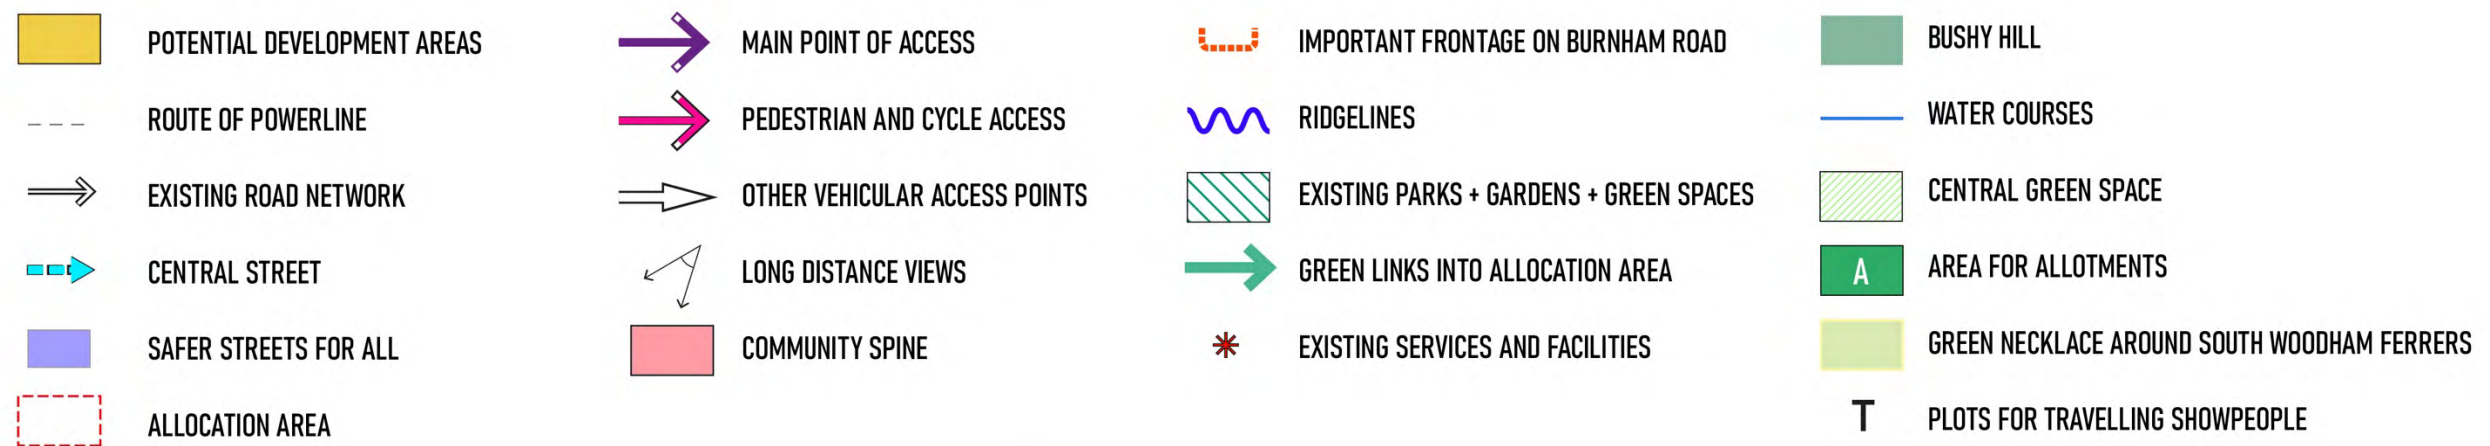 POTENTIAL DEVELOPMENT AREAS
ROUTE OF POWERLINE
EXISTING ROAD NETWORK
CENTRAL STREET
SAFER STREETS FOR ALL
ALLOCATION AREA
MAIN POINT OF ACCESS
PEDESTRIAN AND CYCLE ACCESS
OTHER VEHICULAR ACCESS POINTS
LONG DISTANCE VIEWS
COMMUNITY SPINE
IMPORTANT FRONTAGE ON BURNHAM ROAD
RIDGELINES
EXISTING PARKS + GARDENS + GREEN SPACES
GREEN LINKS INTO ALLOCATION AREA
EXISTING SERVICES AND FACILITIES
BUSHY HILL
WATER COURSES
CENTRAL GREEN SPACE
A AREA FOR ALLOTMENTS
GREEN NECKLACE AROUND SOUTH WOODHAM FERRERS
T PLOTS FOR TRAVELLING SHOWPEOPLE